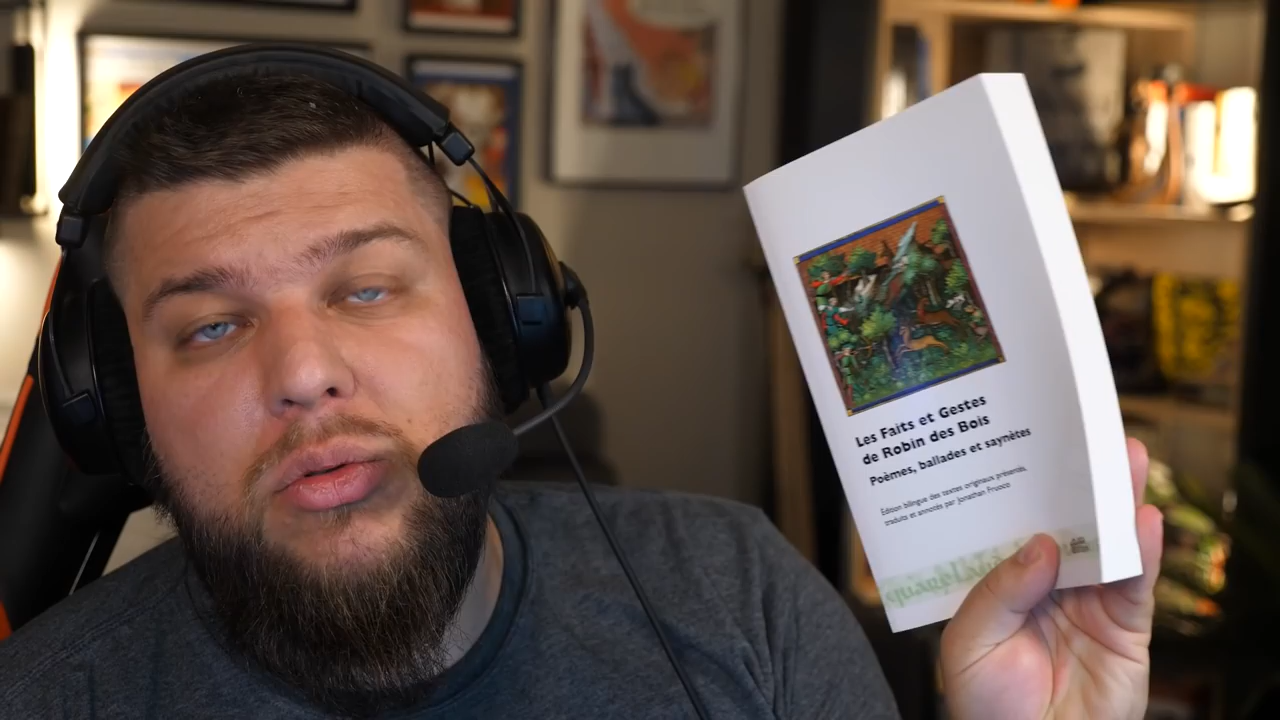 Les Faits et Gestes
de Robin des Bois
Poèmes, ballades et saynètes
Édition bilingue des textes originaux présentés,
traduits et annotés par Jonathan Fruoco